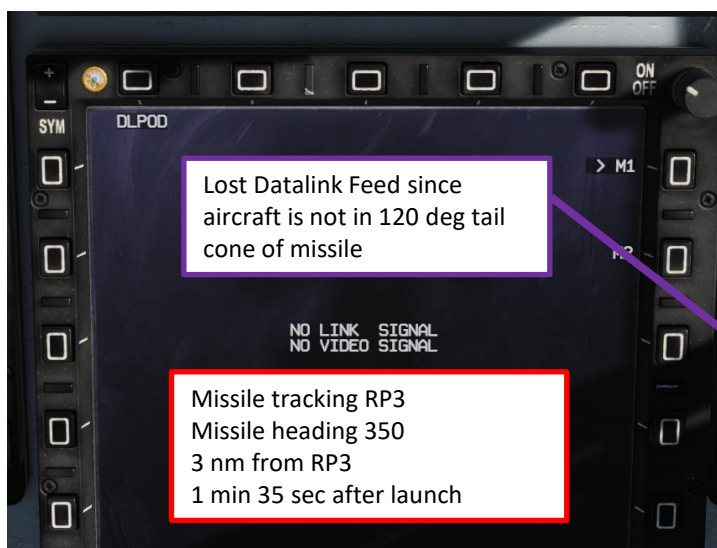 ON
OFF
+
-
SYM
DLPOD
> M1
Lost Datalink Feed since
aircraft is not in 120 deg tail
cone of missile
NO LINK SIGNAL
NO VIDEO SIGNAL
Missile tracking RP3
Missile heading 350
3 nm from RP3
1 min 35 sec after launch